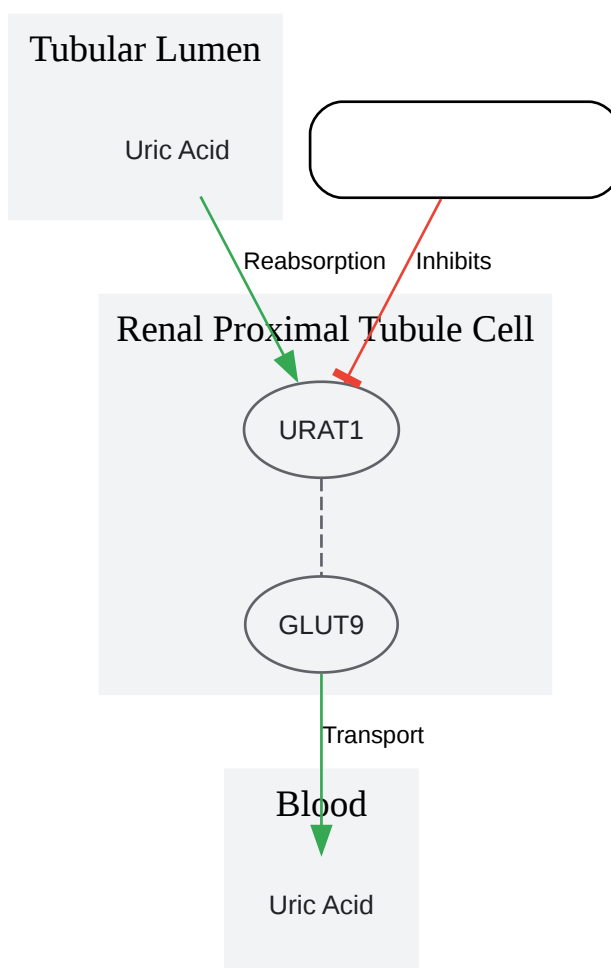 Tubular Lumen
Uric Acid
Reabsorption
Inhibits
Renal Proximal Tubule Cell
URAT1
GLUT9
Transport
Blood
Uric Acid